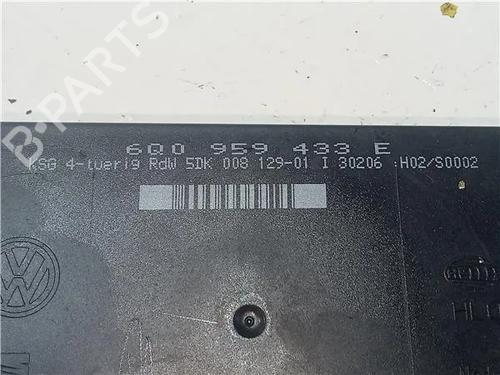 B-PARTS
6Q0 959 433 E
KSG 4-tuerig RdW 5DK 008 129-01 I 30206 :H02/S0002